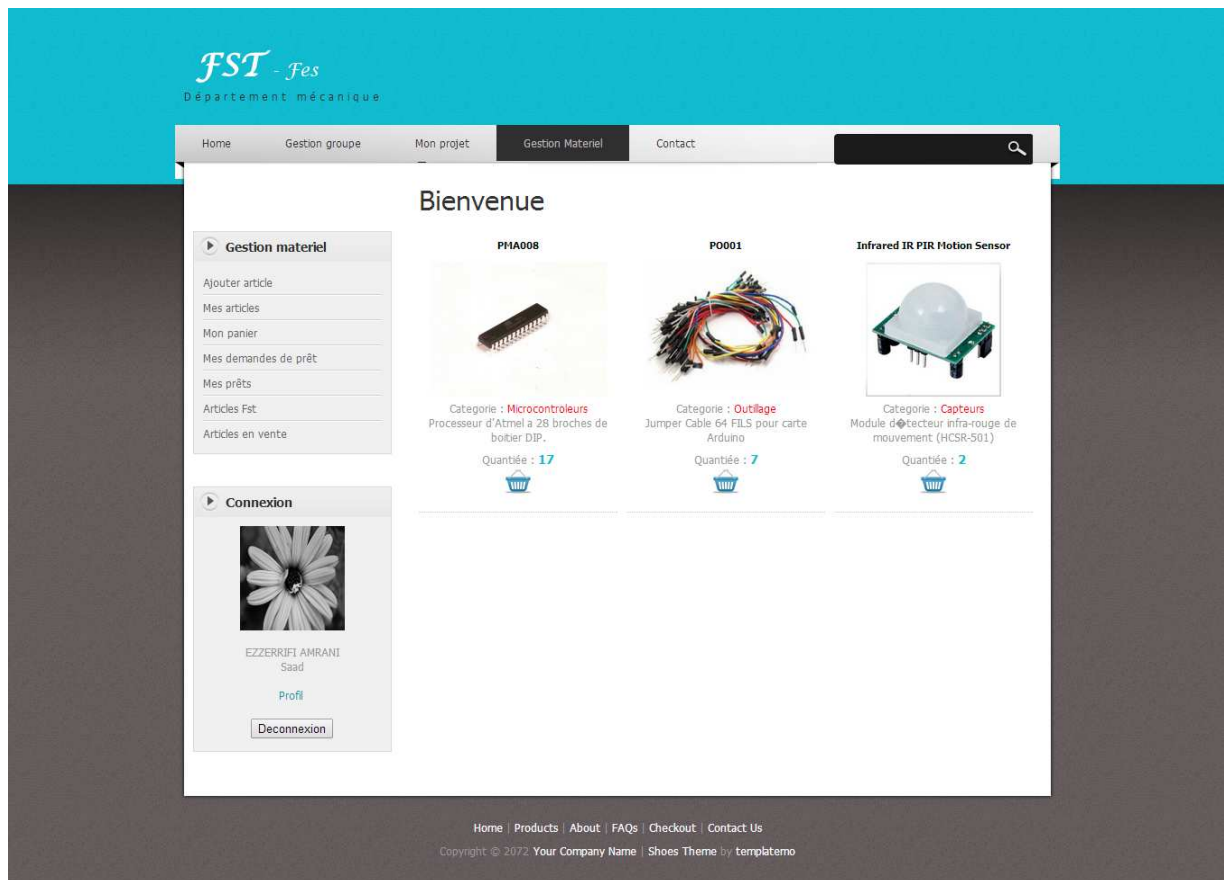 FST - Fes
Département mécanique
Home Gestion groupe Mon projet Gestion Materiel Contact
Bienvenue
Gestion materiel
Ajouter article
Mes articles
Mon panier
Mes demandes de prêt
Mes prêts
Articles Fst
Articles en vente
Connexion
EZZERRIFI AMRANI
Saad
Profil
Deconnexion
PMA008
Categorie : Microcontroleurs
Processeur d'Atmel a 28 broches de
boitier DIP.
Quantiée : 17
PO001
Categorie : Outillage
Jumper Cable 64 FILS pour carte
Arduino
Quantiée : 7
Infrared IR PIR Motion Sensor
Categorie : Capteurs
Module d�tecteur infra-rouge de
mouvement (HCSR-501)
Quantiée : 2
Home | Products | About | FAQs | Checkout | Contact Us
Copyright © 2072 Your Company Name | Shoes Theme by templatemo